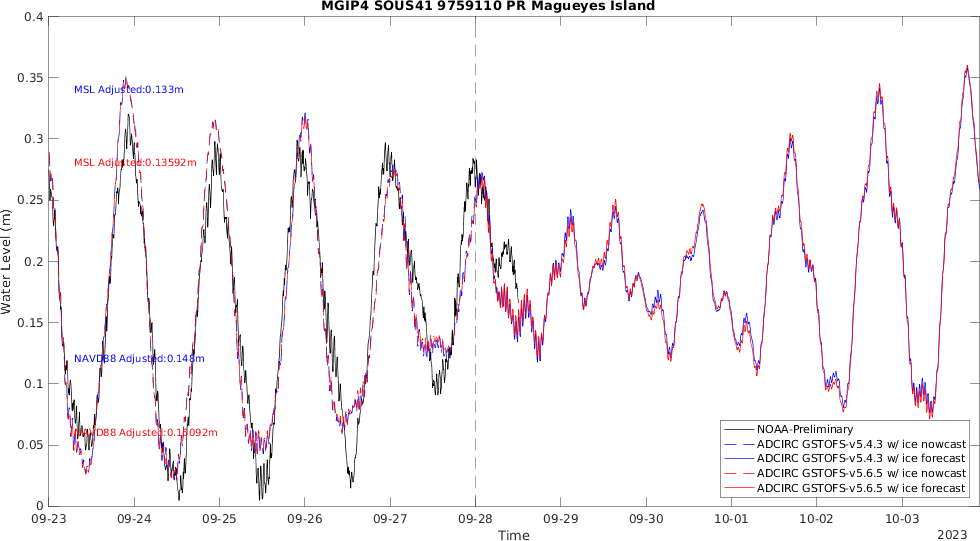 MGIP4 SOUS41 9759110 PR Magueyes Island
0.4
0.35
0.3
0.25
0.2
0.15
0.1
0.05
0
Water Level (m)
MSL Adjusted:0.133m
MSL Adjusted:0.13592m
NAVD88 Adjusted:0.148m
NAVD88 Adjusted:0.15092m
NOAA-Preliminary
ADCIRC GSTOFS-v5.4.3 w/ ice nowcast
ADCIRC GSTOFS-v5.4.3 w/ ice forecast
ADCIRC GSTOFS-v5.6.5 w/ ice nowcast
ADCIRC GSTOFS-v5.6.5 w/ ice forecast
09-23 09-24 09-25 09-26 09-27 09-28 09-29 09-30 10-01 10-02 10-03
Time
2023